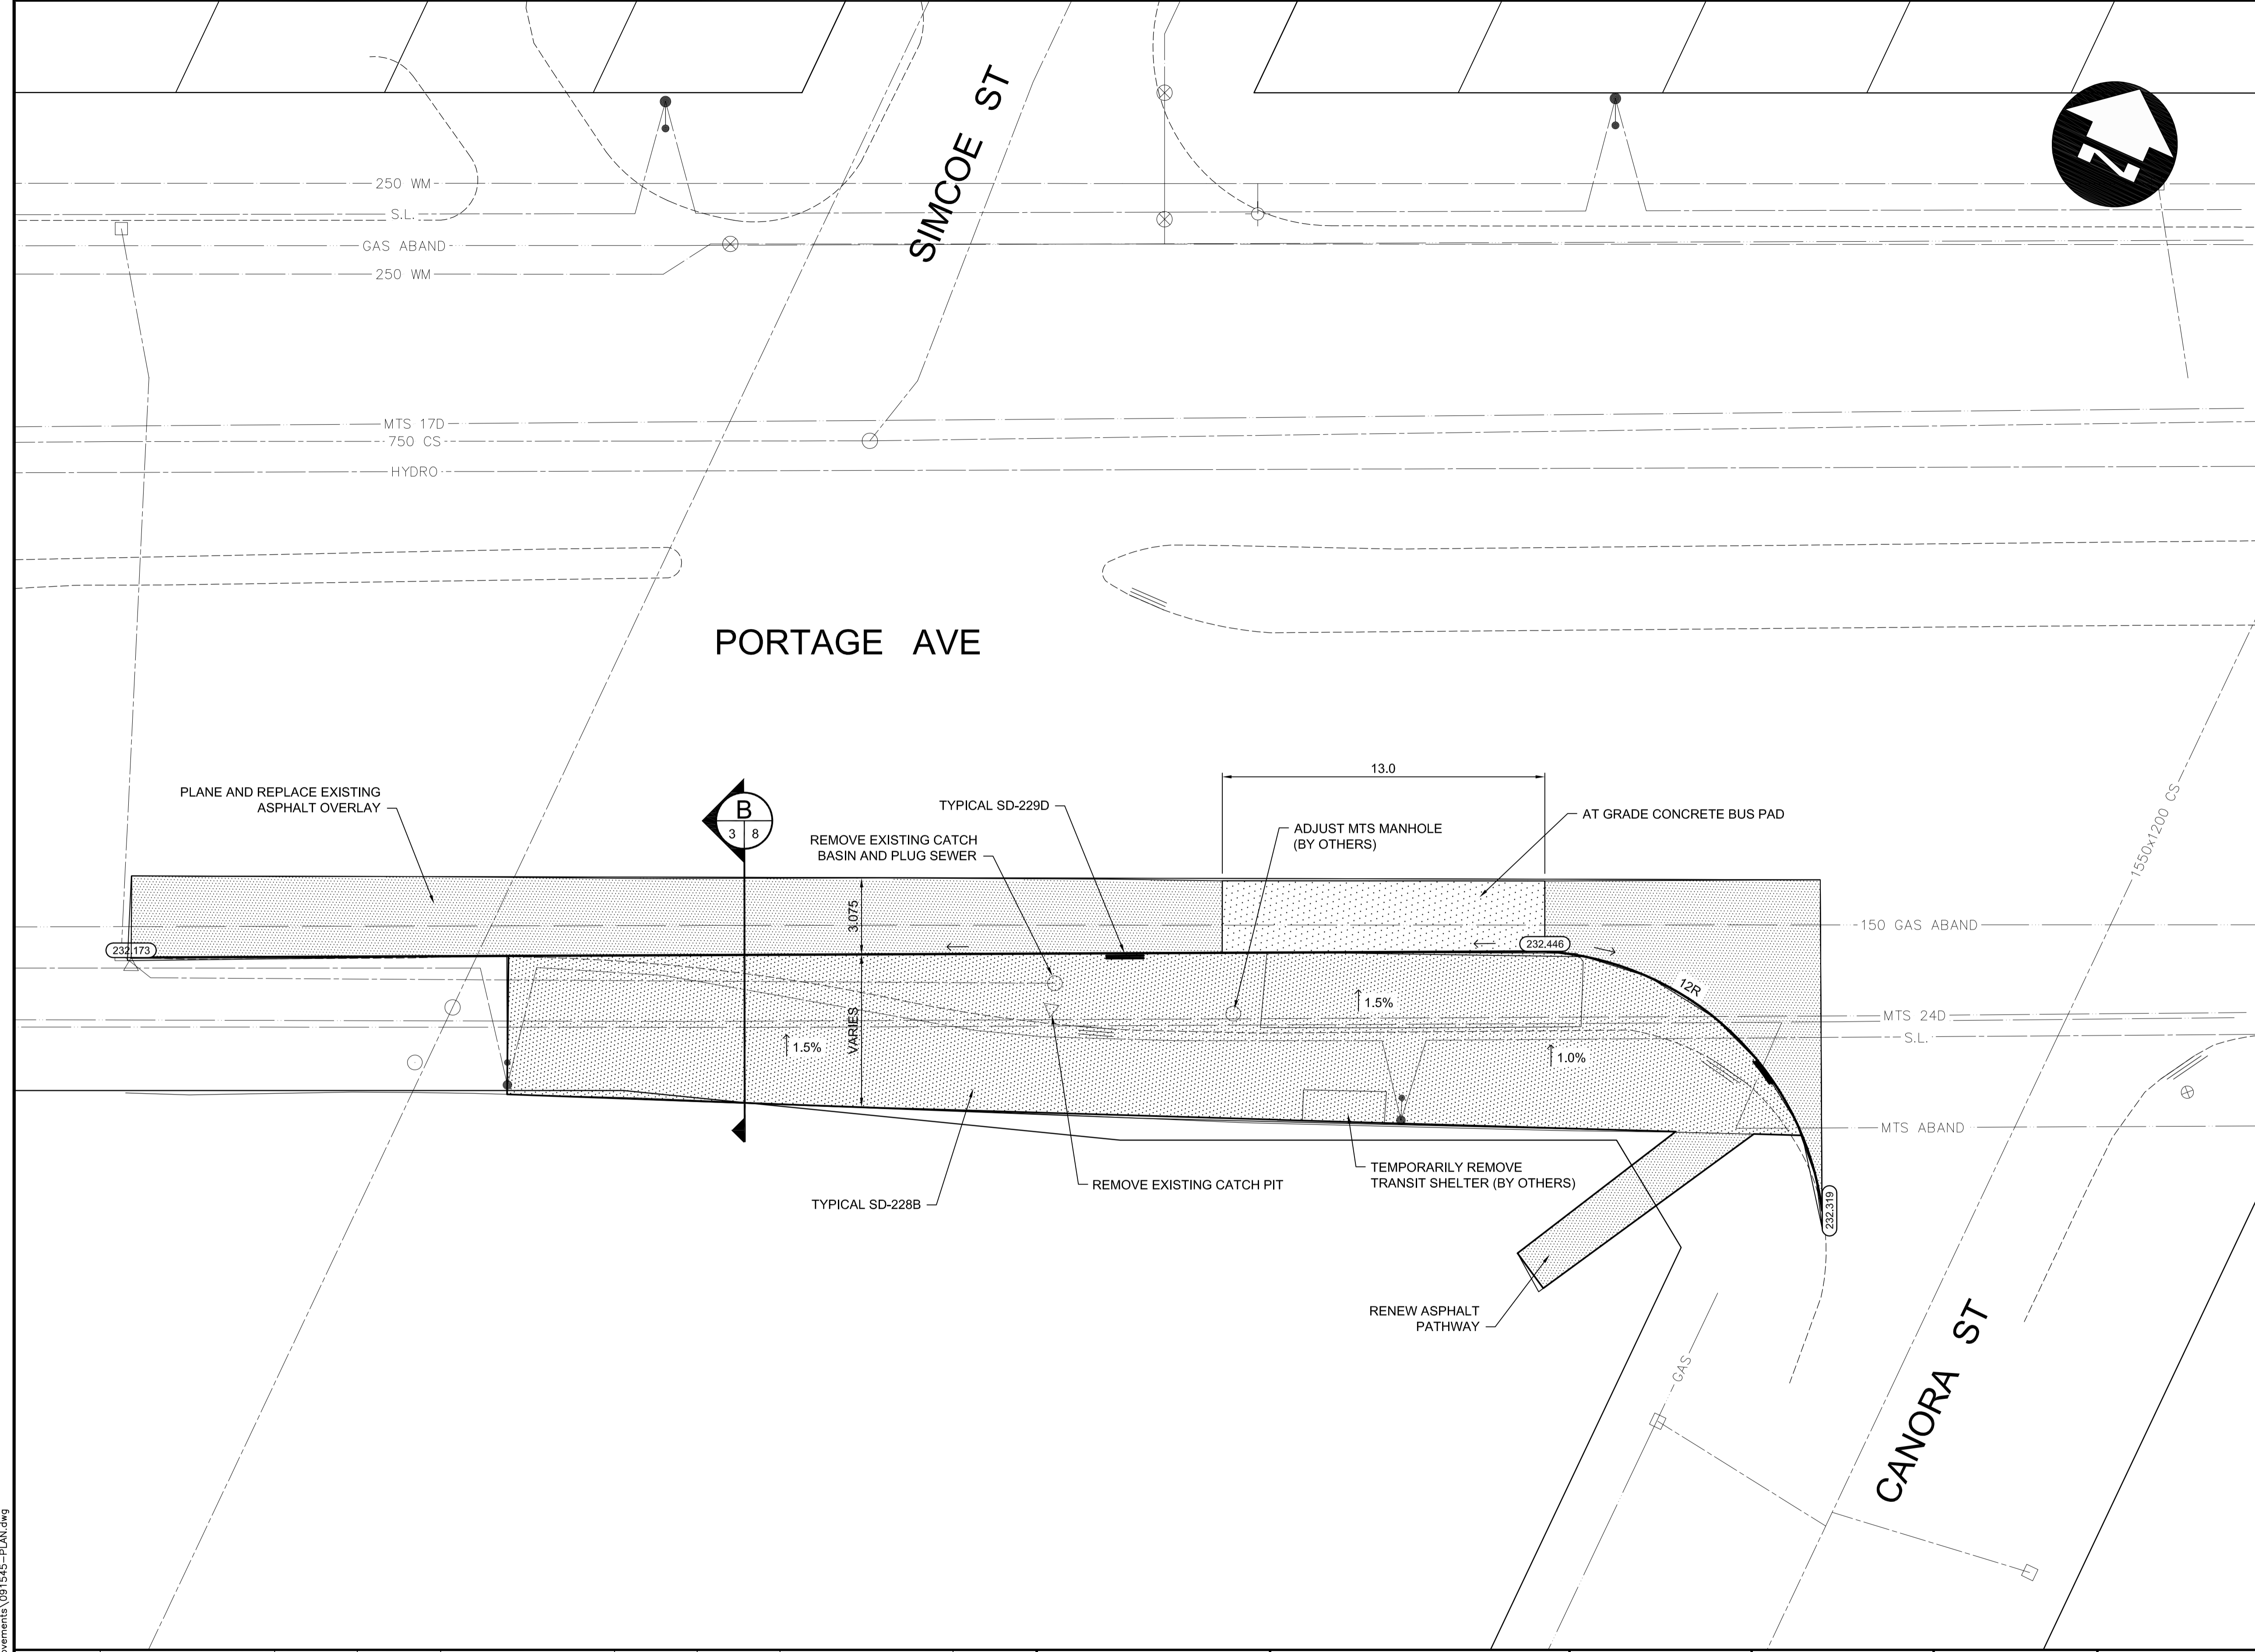 SIMCOE ST
N
250 WM
S.L.
GAS ABAND
250 WM
MTS 17D
750 CS
HYDRO
PORTAGE AVE
1550x1200 CS
13.0
PLANE AND REPLACE EXISTING
ASPHALT OVERLAY
B
3 8
TYPICAL SD-229D
REMOVE EXISTING CATCH
BASIN AND PLUG SEWER
ADJUST MTS MANHOLE
(BY OTHERS)
AT GRADE CONCRETE BUS PAD
3.075
150 GAS ABAND
232.173
232.446
12R
1.5%
MTS 24D
S.L.
VARIES
1.5%
1.0%
MTS ABAND
TEMPORARILY REMOVE
TRANSIT SHELTER (BY OTHERS)
REMOVE EXISTING CATCH PIT
TYPICAL SD-228B
232.319
RENEW ASPHALT
PATHWAY
GAS
CANORA ST
ovements\091545-PLAN.dwg